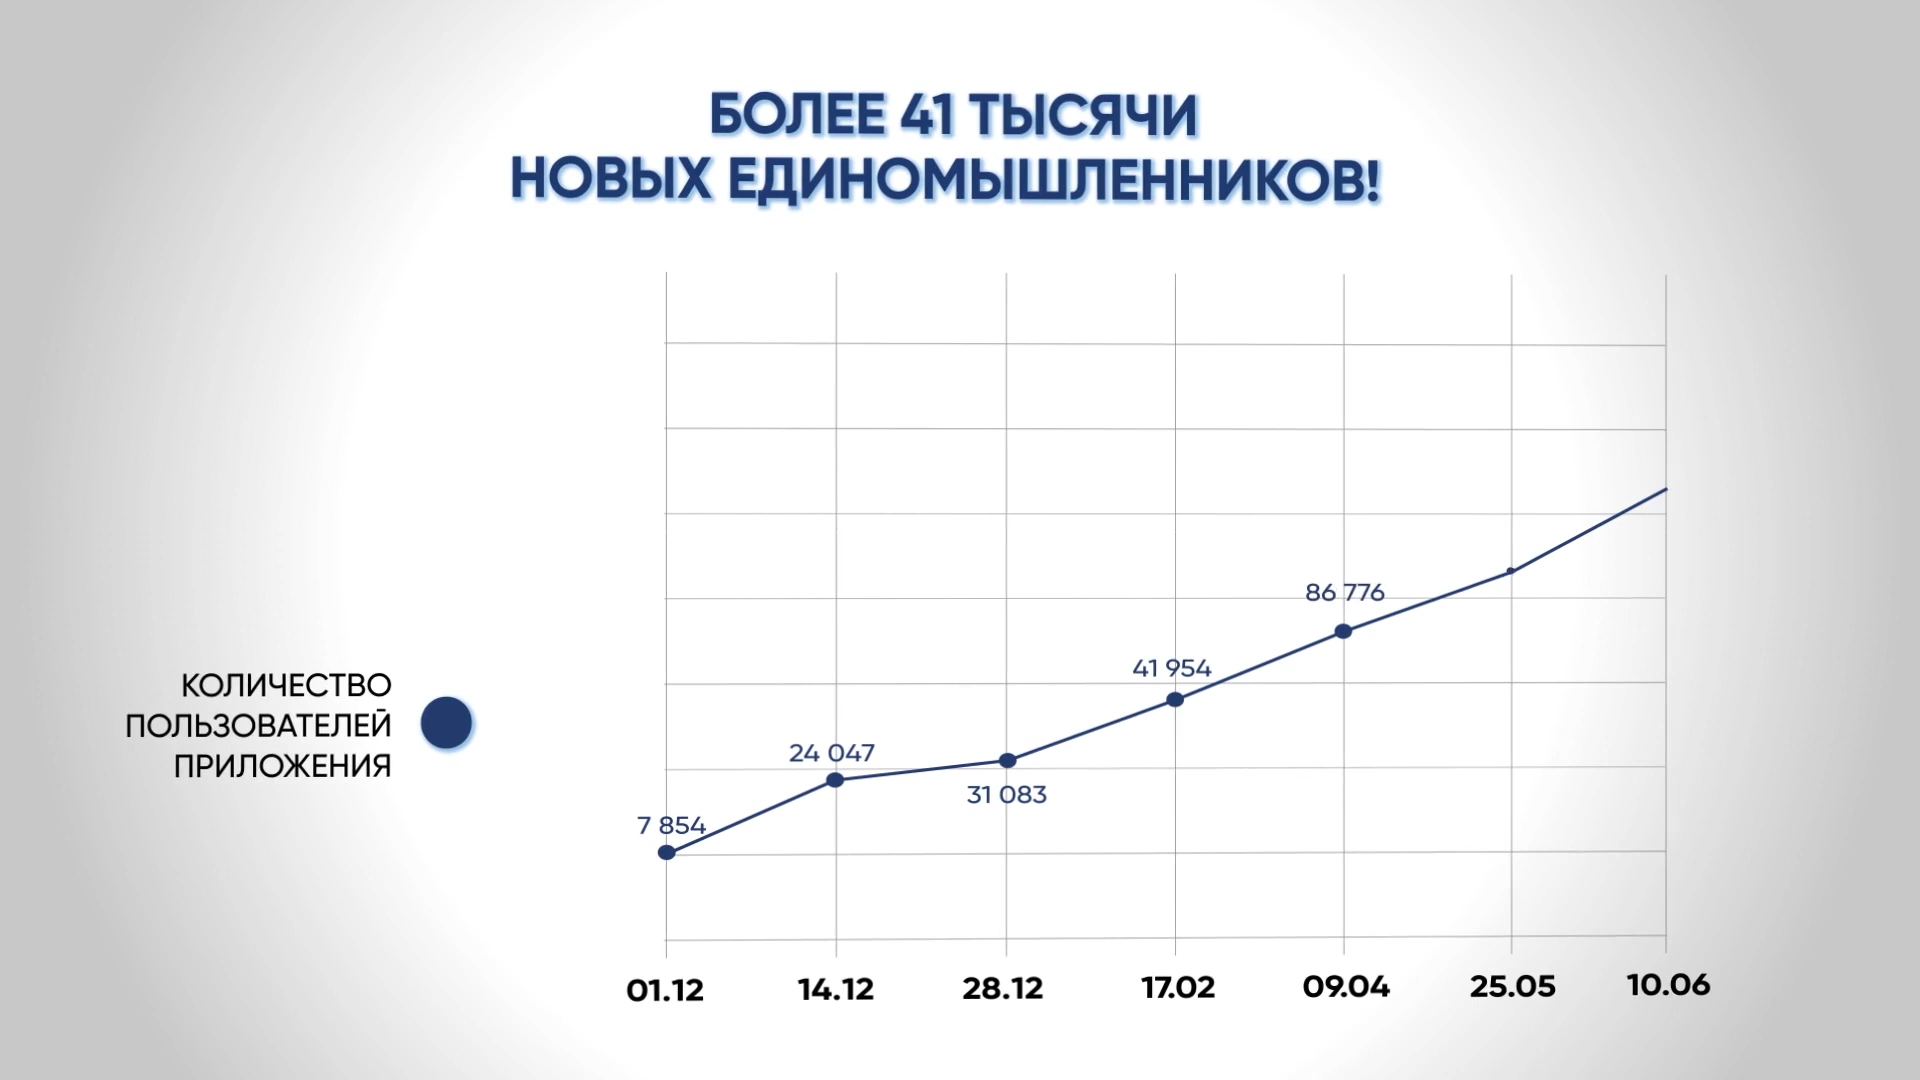 БОЛЕЕ 41 ТЫСЯЧИ
НОВЫХ ЕДИНОМЫШЛЕННИКОВ!
КОЛИЧЕСТВО
ПОЛЬЗОВАТЕЛЕЙ
ПРИЛОЖЕНИЯ
7 854
24 047
31 083
41 954
86 776
01.12
14.12
28.12
17.02
09.04
25.05
10.06